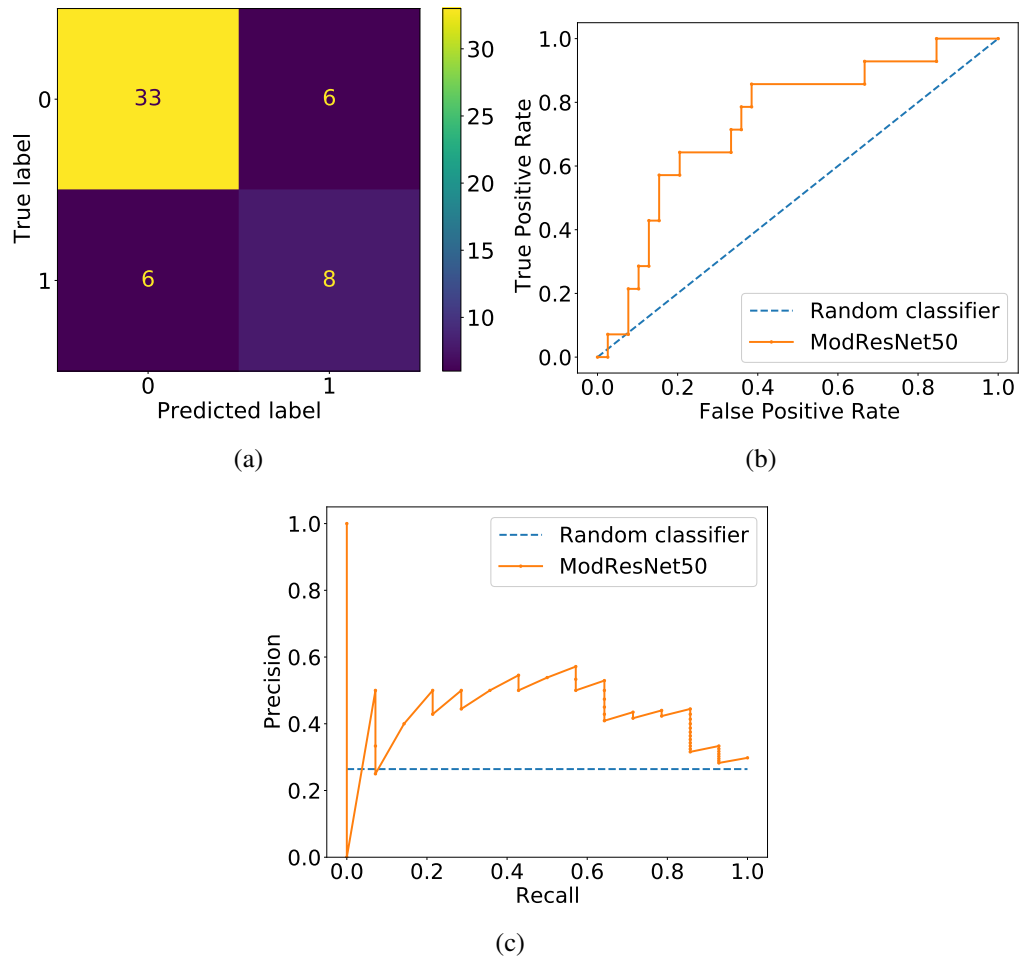 0
33
6
1
6
8
0
1
True label
Predicted label
30
25
20
15
10
(a)
1.0
0.8
0.6
0.4
0.2
0.0
True Positive Rate
Random classifier
ModResNet50
0.0 0.2 0.4 0.6 0.8 1.0
False Positive Rate
(b)
1.0
0.8
0.6
0.4
0.2
0.0
Precision
Random classifier
ModResNet50
0.0 0.2 0.4 0.6 0.8 1.0
Recall
(c)